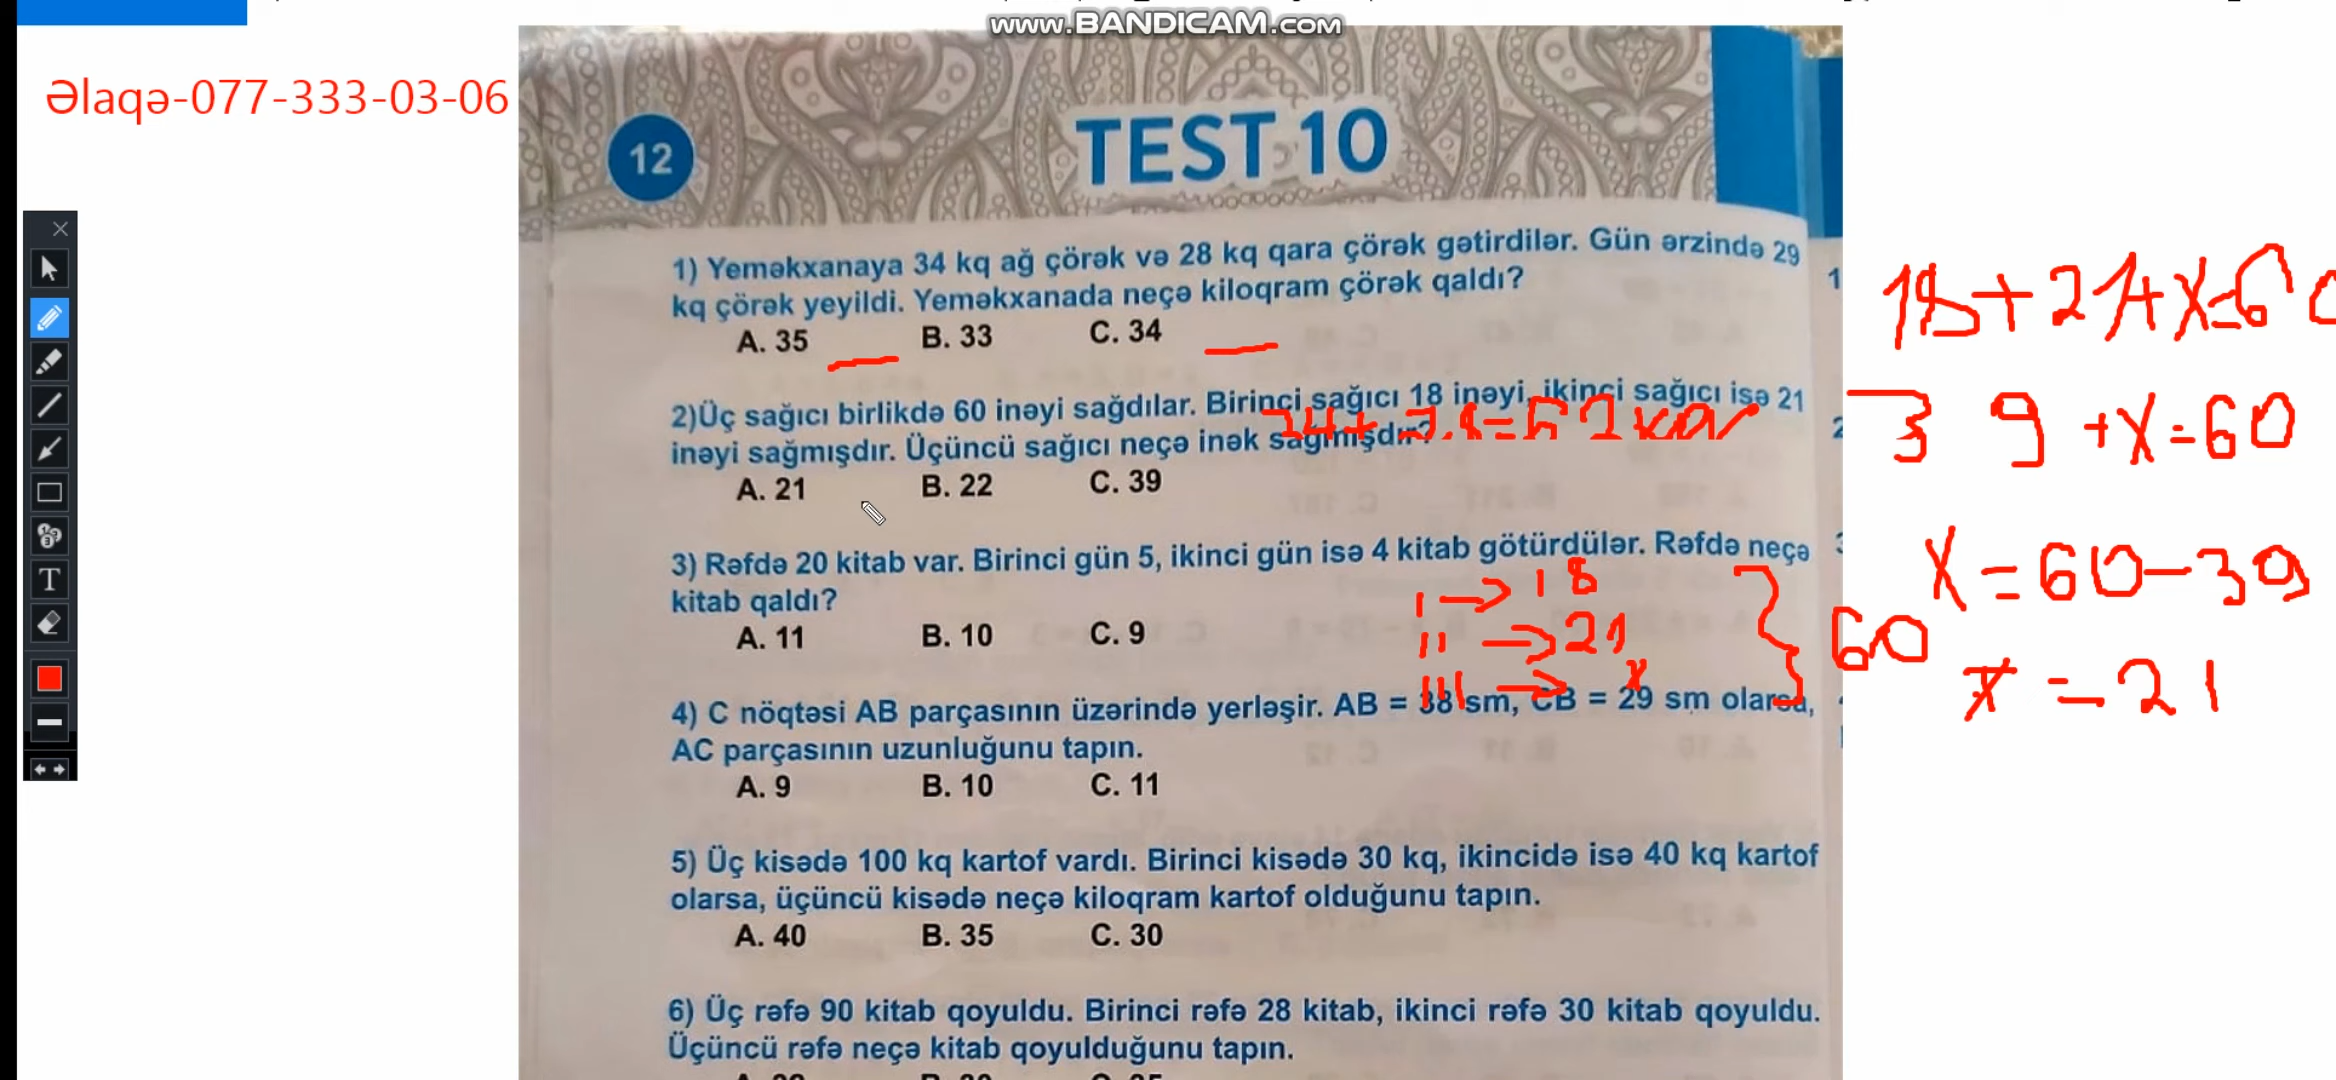 www.BANDICAM.com
Əlaqə-077-333-03-06
12
TEST 10
1) Yeməkxanaya 34 kq ağ çörək və 28 kq qara çörək gətirdilər. Gün ərzində 29
kq çörək yeyildi. Yeməkxanada neçə kiloqram çörək qaldı?
A. 35 B. 33 C. 34
2)Üç sağıcı birlikdə 60 inəyi sağdılar. Birinci sağıcı 18 inəyi, ikinci sağıcı isə 21
inəyi sağmışdır. Üçüncü sağıcı neçə inək sağmışdır?
A. 21 B. 22 C. 39
3) Rəfdə 20 kitab var. Birinci gün 5, ikinci gün isə 4 kitab götürdülər. Rəfdə neçə
kitab qaldı?
A. 11 B. 10 C. 9
4) C nöqtəsi AB parçasının üzərində yerləşir. AB = 38 sm, CB = 29 sm olarsa,
AC parçasının uzunluğunu tapın.
A. 9 B. 10 C. 11
5) Üç kisədə 100 kq kartof vardı. Birinci kisədə 30 kq, ikincidə isə 40 kq kartof
olarsa, üçüncü kisədə neçə kiloqram kartof olduğunu tapın.
A. 40 B. 35 C. 30
6) Üç rəfə 90 kitab qoyuldu. Birinci rəfə 28 kitab, ikinci rəfə 30 kitab qoyuldu.
Üçüncü rəfə neçə kitab qoyulduğunu tapın.
I → 18
II → 21
III → x
60
18+21+x=60
39+x=60
x=60-39
x=21